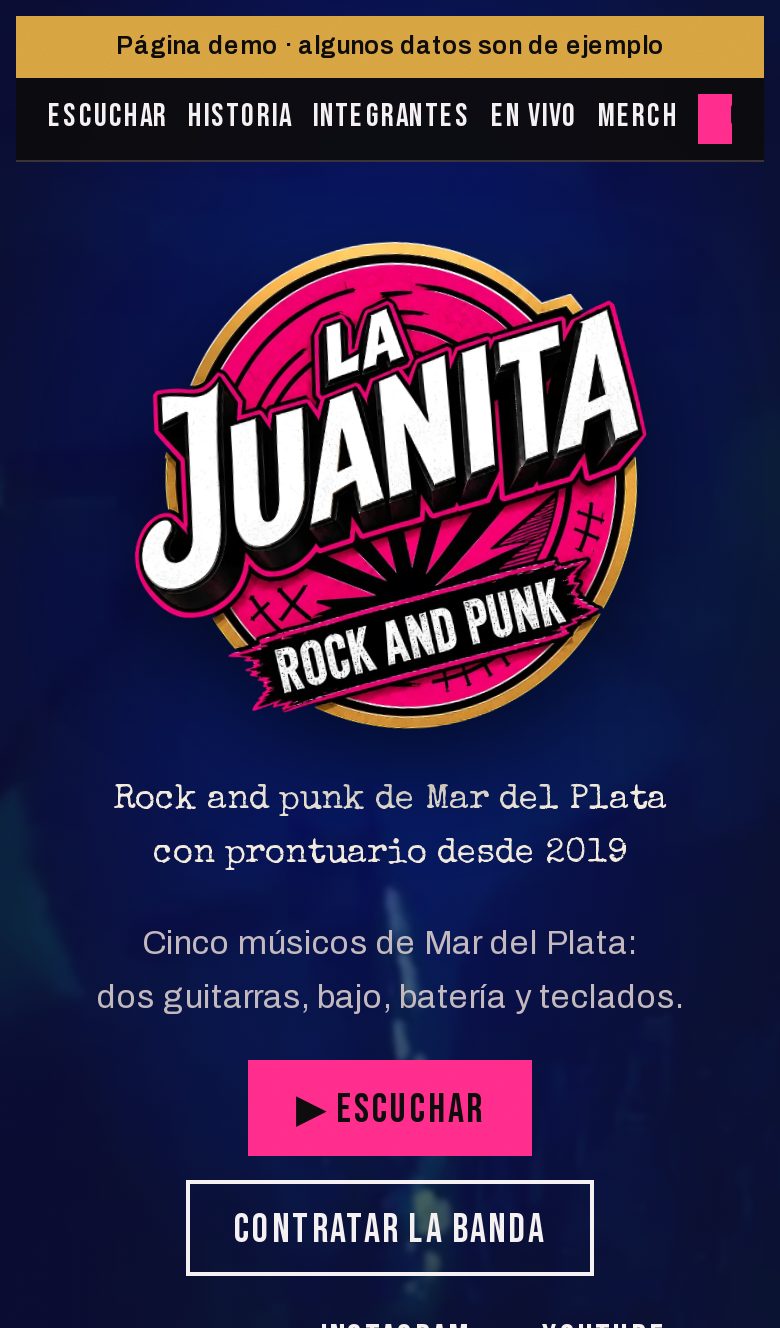 Página demo · algunos datos son de ejemplo
ESCUCHAR HISTORIA INTEGRANTES EN VIVO MERCH
LA
JUANITA
ROCK AND PUNK
Rock and punk de Mar del Plata
con prontuario desde 2019
Cinco músicos de Mar del Plata:
dos guitarras, bajo, batería y teclados.
▶ ESCUCHAR
CONTRATAR LA BANDA
INSTAGRAM YOUTUBE